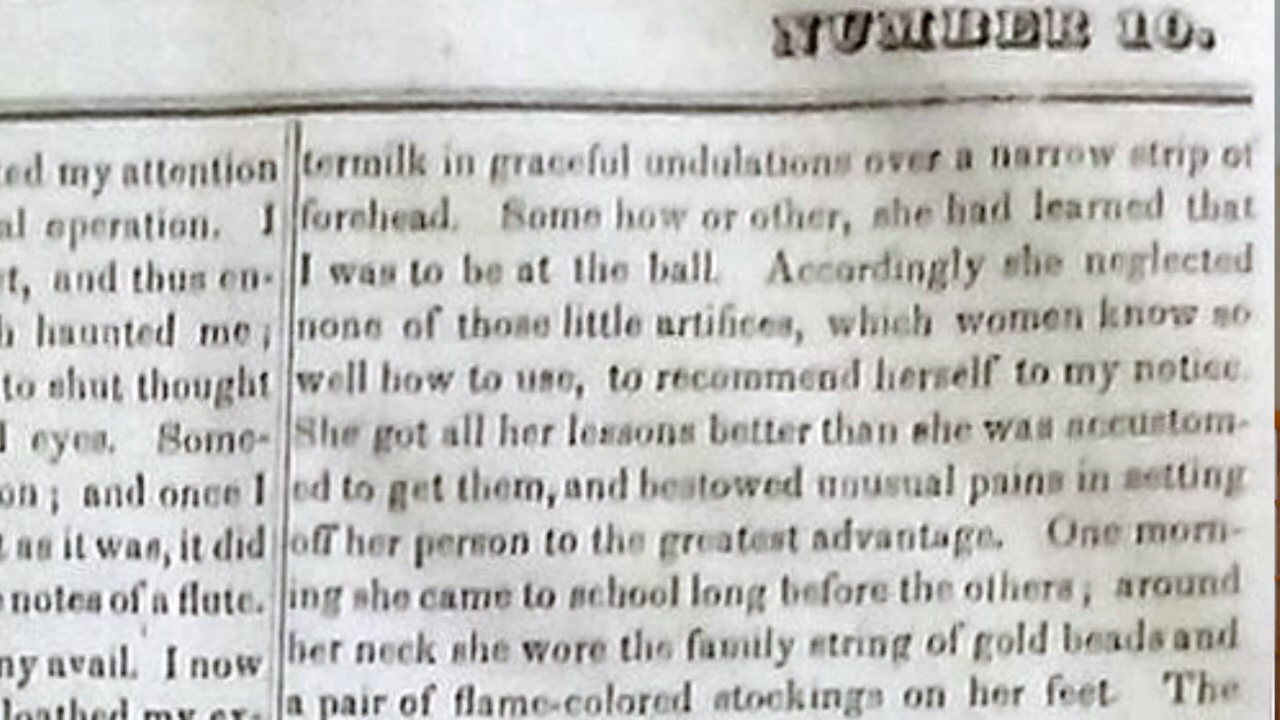 NUMBER 10.
ed my attention
al operation. I
t, and thus en-
h haunted me;
to shut thought
eyes. Some-
on; and once I
as it was, it did
notes of a flute.
ny avail. I now
loathed my ex-
termilk in graceful undulations over a narrow strip of
forehead. Some how or other, she had learned that
I was to be at the ball. Accordingly she neglected
none of those little artifices, which women know so
well how to use, to recommend herself to my notice.
She got all her lessons better than she was accustom-
ed to get them, and bestowed unusual pains in setting
off her person to the greatest advantage. One morn-
ing she came to school long before the others; around
her neck she wore the family string of gold beads and
a pair of flame-colored stockings on her feet. The